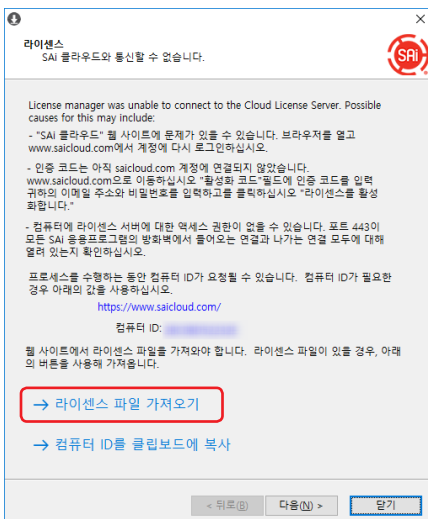 라이센스
SAi 클라우드와 통신할 수 없습니다.
SAi
License manager was unable to connect to the Cloud License Server. Possible
causes for this may include:
- "SAi 클라우드" 웹 사이트에 문제가 있을 수 있습니다. 브라우저를 열고
www.saicloud.com에서 계정에 다시 로그인하십시오.
- 인증 코드는 아직 saicloud.com 계정에 연결되지 않았습니다.
www.saicloud.com으로 이동하십시오 "활성화 코드"필드에 인증 코드를 입력
귀하의 이메일 주소와 비밀번호를 입력하고를 클릭하십시오 "라이센스를 활성
화합니다."
- 컴퓨터에 라이센스 서버에 대한 액세스 권한이 없을 수 있습니다. 포트 443이
모든 SAi 응용프로그램의 방화벽에서 들어오는 연결과 나가는 연결 모두에 대해
열려 있는지 확인하십시오.
프로세스를 수행하는 동안 컴퓨터 ID가 요청될 수 있습니다. 컴퓨터 ID가 필요한
경우 아래의 값을 사용하십시오.
https://www.saicloud.com/
컴퓨터 ID:
웹 사이트에서 라이센스 파일을 가져와야 합니다. 라이센스 파일이 있을 경우, 아래
의 버튼을 사용해 가져옵니다.
→ 라이센스 파일 가져오기
→ 컴퓨터 ID를 클립보드에 복사
< 뒤로(B) 다음(N) > 닫기